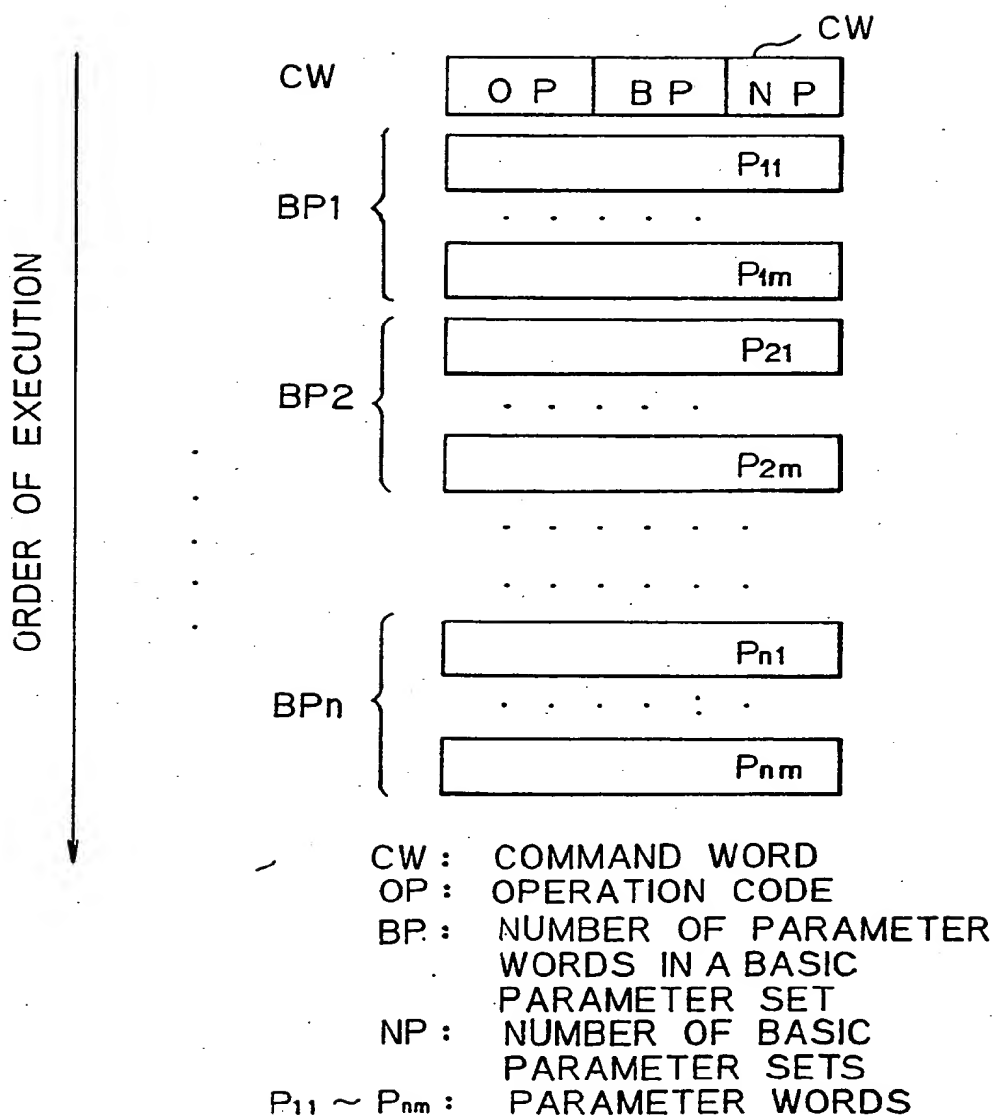 CW
CW OP BP NP
P11
BP1
P1m
P21
BP2
P2m
Pn1
BPn
Pnm
ORDER OF EXECUTION
CW : COMMAND WORD
OP : OPERATION CODE
BP : NUMBER OF PARAMETER
WORDS IN A BASIC
PARAMETER SET
NP : NUMBER OF BASIC
PARAMETER SETS
P11 ~ Pnm : PARAMETER WORDS